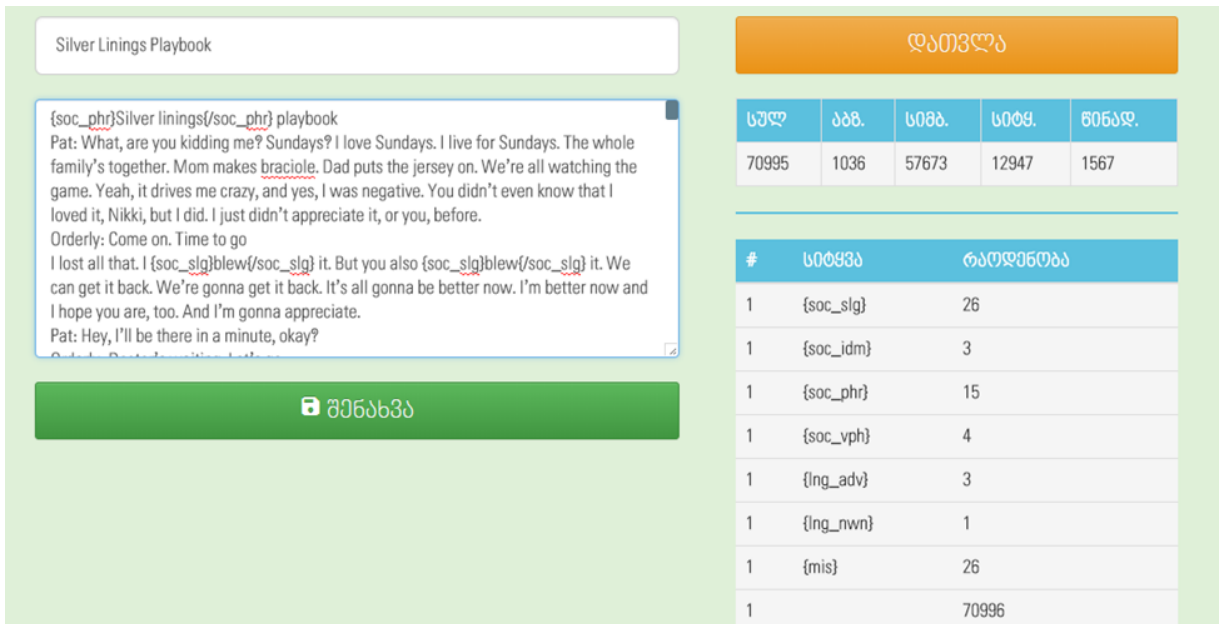 Silver Linings Playbook
{soc_phr}Silver linings{/soc_phr} playbook
Pat: What, are you kidding me? Sundays? I love Sundays. I live for Sundays. The whole
family's together. Mom makes braciole. Dad puts the jersey on. We're all watching the
game. Yeah, it drives me crazy, and yes, I was negative. You didn't even know that I
loved it, Nikki, but I did. I just didn't appreciate it, or you, before.
Orderly: Come on. Time to go
I lost all that. I {soc_slg}blew{/soc_slg} it. But you also {soc_slg}blew{/soc_slg} it. We
can get it back. We're gonna get it back. It's all gonna be better now. I'm better now and
I hope you are, too. And I'm gonna appreciate.
Pat: Hey, I'll be there in a minute, okay?
შენახვა
დათვლა
სულ აბზ. სიმბ. სიტყ. წინად.
70995 1036 57673 12947 1567
# სიტყვა რაოდენობა
1 {soc_slg} 26
1 {soc_idm} 3
1 {soc_phr} 15
1 {soc_vph} 4
1 {lng_adv} 3
1 {lng_nwn} 1
1 {mis} 26
1 70996